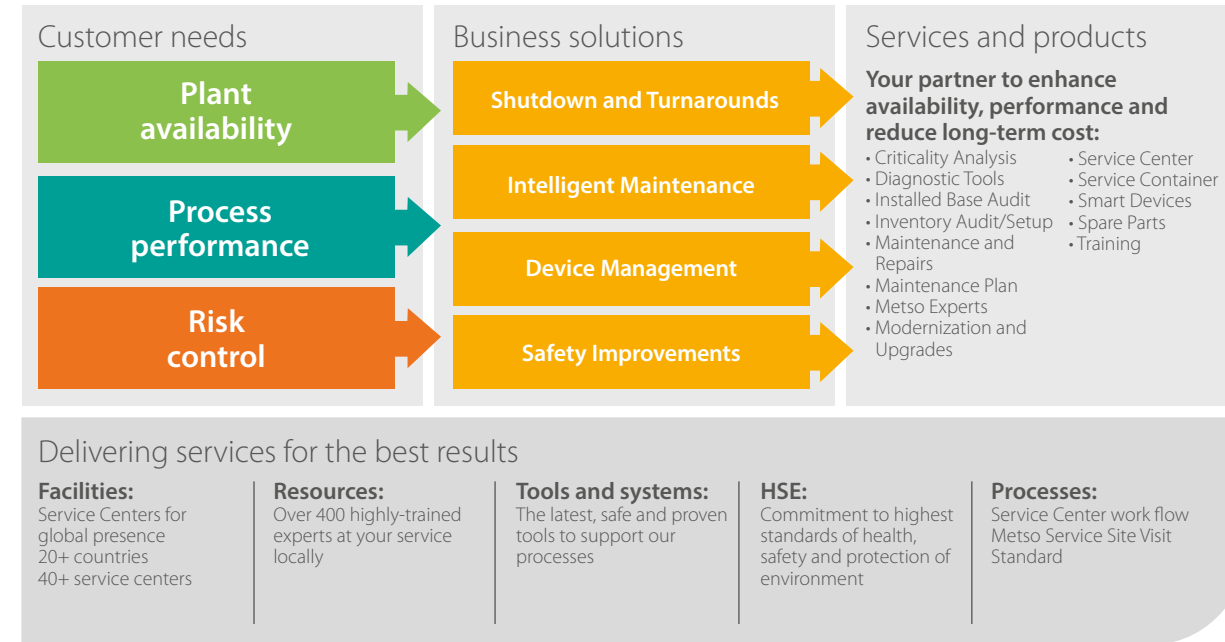 Customer needs
Plant
availability
Process
performance
Risk
control
Business solutions
Shutdown and Turnarounds
Intelligent Maintenance
Device Management
Safety Improvements
Services and products
Your partner to enhance
availability, performance and
reduce long-term cost:
• Criticality Analysis
• Diagnostic Tools
• Installed Base Audit
• Inventory Audit/Setup
• Maintenance and
Repairs
• Maintenance Plan
• Metso Experts
• Modernization and
Upgrades
• Service Center
• Service Container
• Smart Devices
• Spare Parts
• Training
Delivering services for the best results
Facilities:
Service Centers for
global presence
20+ countries
40+ service centers
Resources:
Over 400 highly-trained
experts at your service
locally
Tools and systems:
The latest, safe and proven
tools to support our
processes
HSE:
Commitment to highest
standards of health,
safety and protection of
environment
Processes:
Service Center work flow
Metso Service Site Visit
Standard